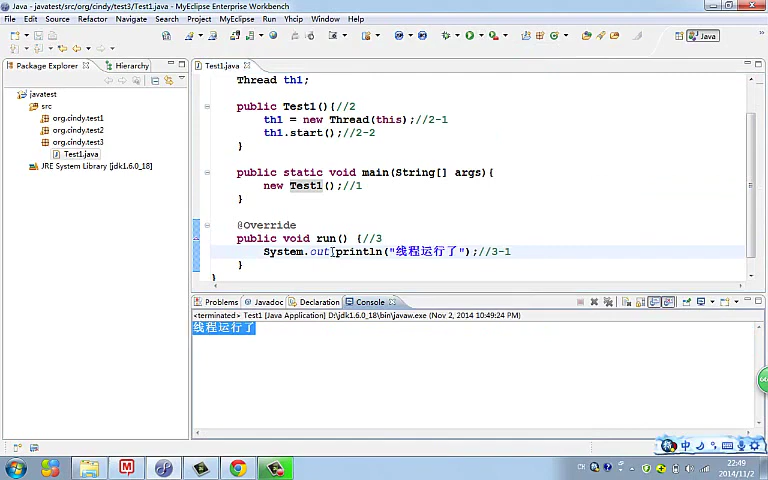 Java - javatest/src/org/cindy/test3/Test1.java - MyEclipse Enterprise Workbench
File Edit Source Refactor Navigate Search Project MyEclipse Run Yhcip Window Help
Java
Package Explorer Hierarchy
javatest
src
org.cindy.test1
org.cindy.test2
org.cindy.test3
Test1.java
JRE System Library [jdk1.6.0_18]
Test1.java
Thread th1;
public Test1(){//2
th1 = new Thread(this);//2-1
th1.start();//2-2
}
public static void main(String[] args){
new Test1();//1
}
@Override
public void run() {//3
System.out.println("线程运行了");//3-1
}
}
Problems Javadoc Declaration Console
<terminated> Test1 [Java Application] D:\jdk1.6.0_18\bin\javaw.exe (Nov 2, 2014 10:49:24 PM)
线程运行了
中
CH
22:49
2014/11/2